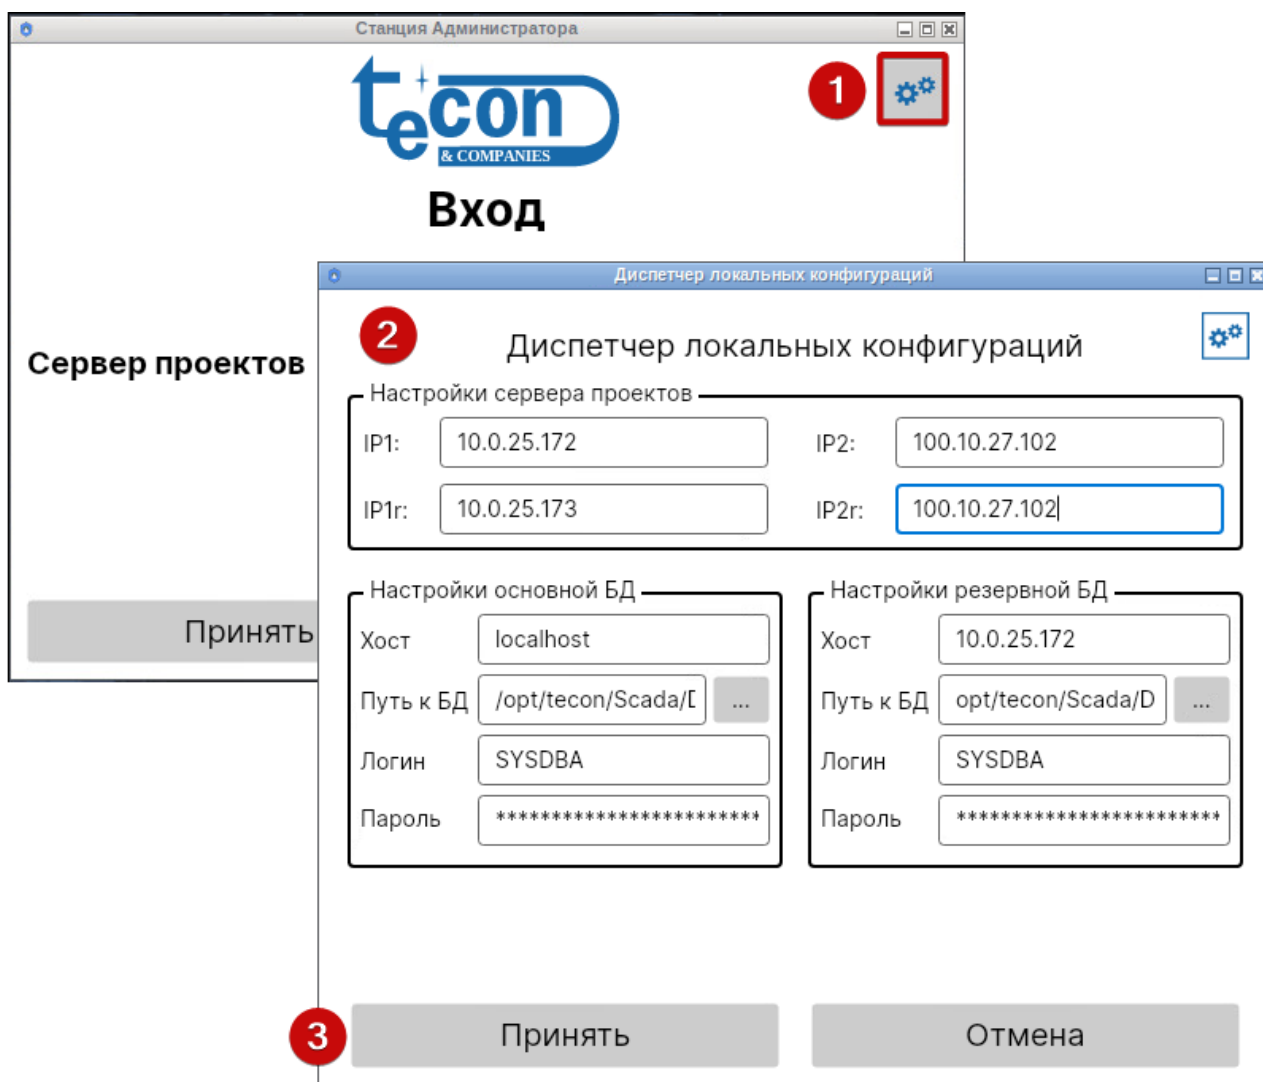 Станция Администратора
tecon
& COMPANIES
1
Вход
Сервер проектов
Принять
Диспетчер локальных конфигураций
2
Диспетчер локальных конфигураций
Настройки сервера проектов
IP1: 10.0.25.172 IP2: 100.10.27.102
IP1r: 10.0.25.173 IP2r: 100.10.27.102
Настройки основной БД
Хост localhost
Путь к БД /opt/tecon/Scada/D ...
Логин SYSDBA
Пароль ************************
Настройки резервной БД
Хост 10.0.25.172
Путь к БД opt/tecon/Scada/D ...
Логин SYSDBA
Пароль ************************
3
Принять Отмена